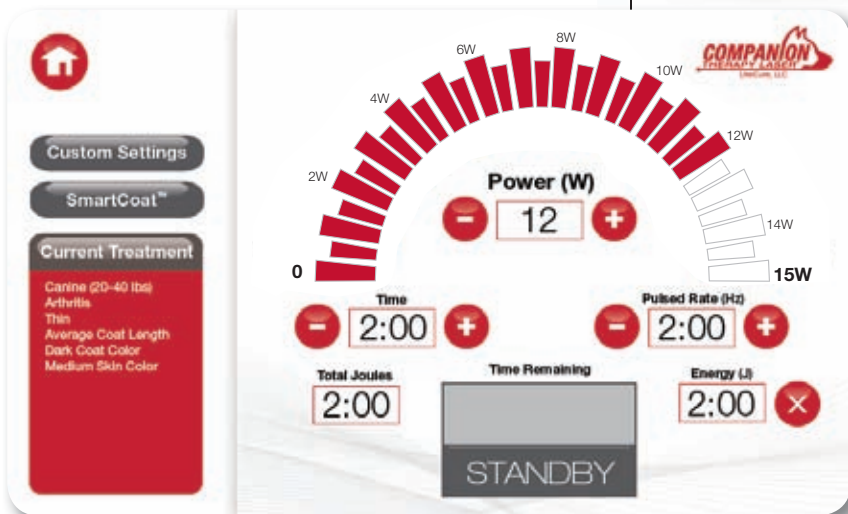 Custom Settings
SmartCoat™
Current Treatment
Canine (20-40 lbs)
Arthritis
Thin
Average Coat Length
Dark Coat Color
Medium Skin Color
COMPANION
THERAPY LASER
LiteCure, LLC
0
2W
4W
6W
8W
10W
12W
14W
15W
Power (W)
12
Time
2:00
Pulsed Rate (Hz)
2:00
Total Joules
2:00
Time Remaining
STANDBY
Energy (J)
2:00